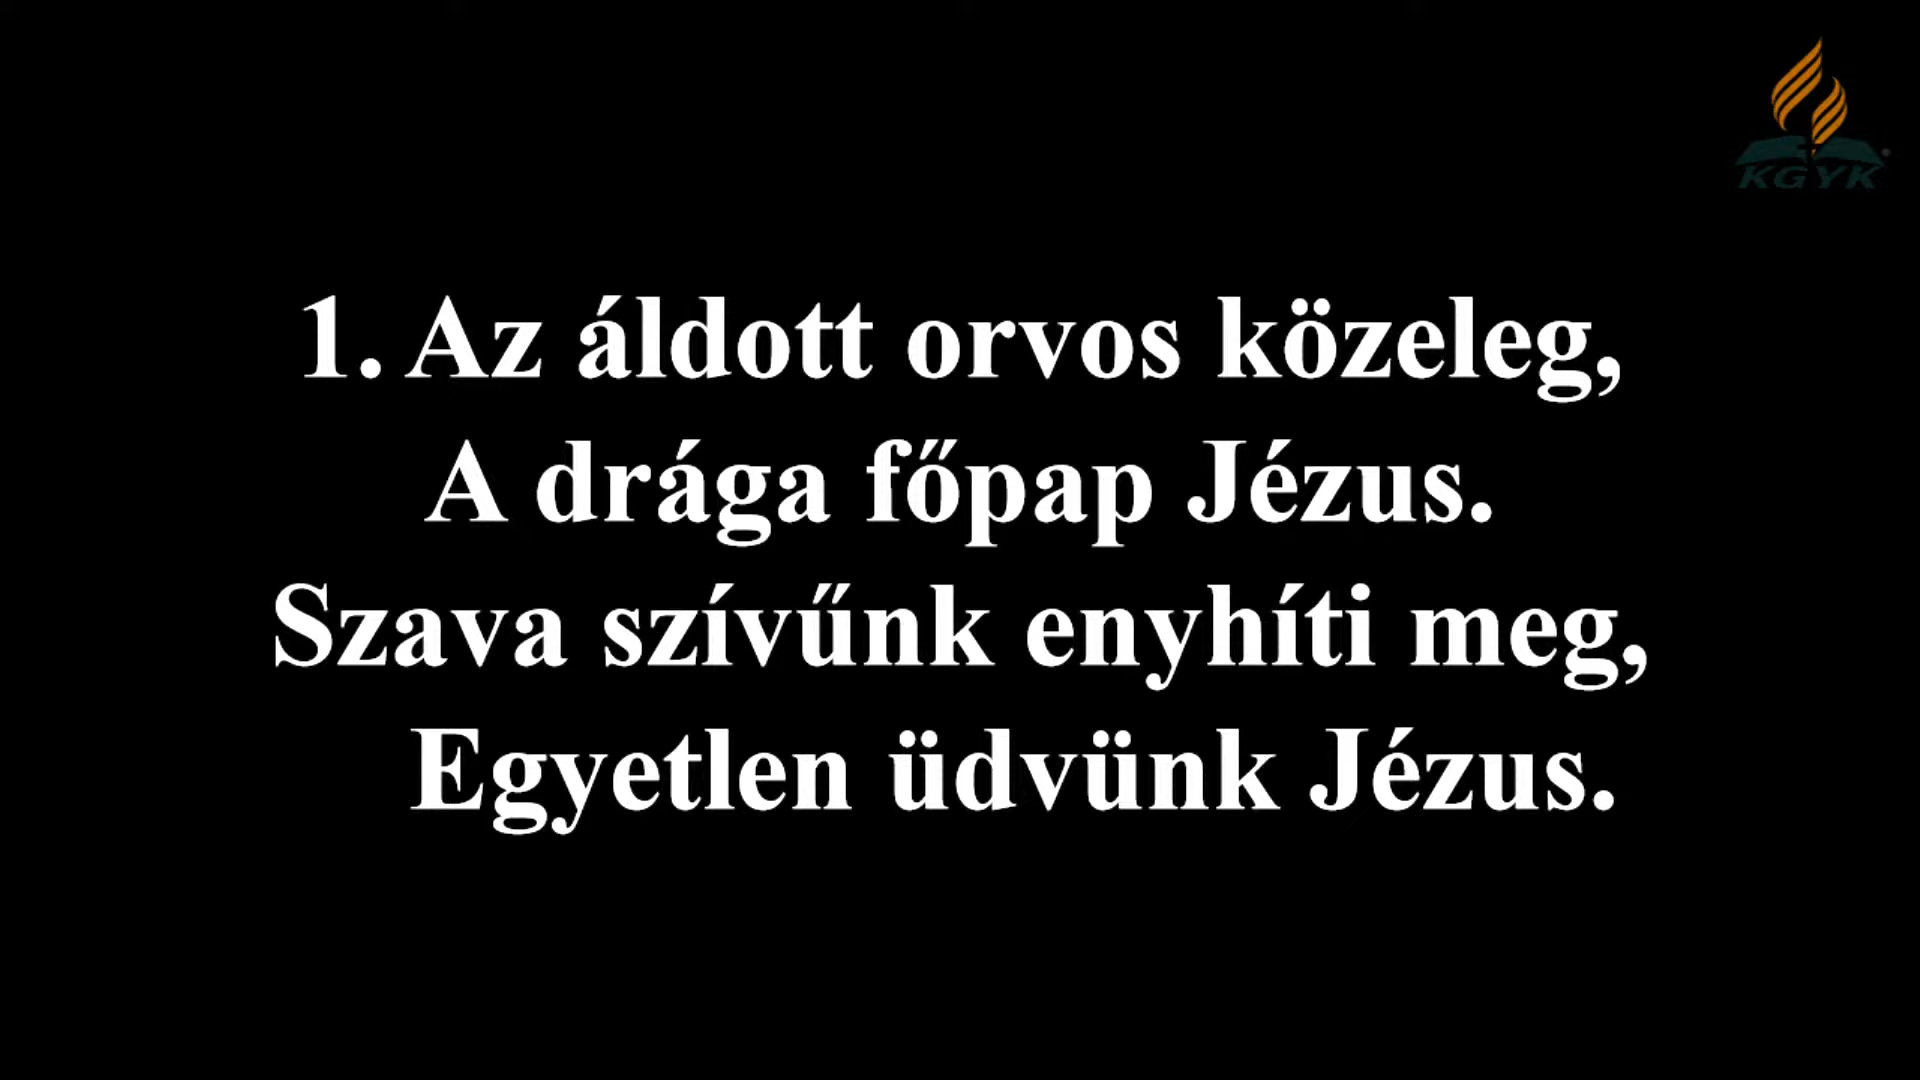 KGYK
1. Az áldott orvos közeleg,
A drága főpap Jézus.
Szava szívűnk enyhíti meg,
Egyetlen üdvünk Jézus.